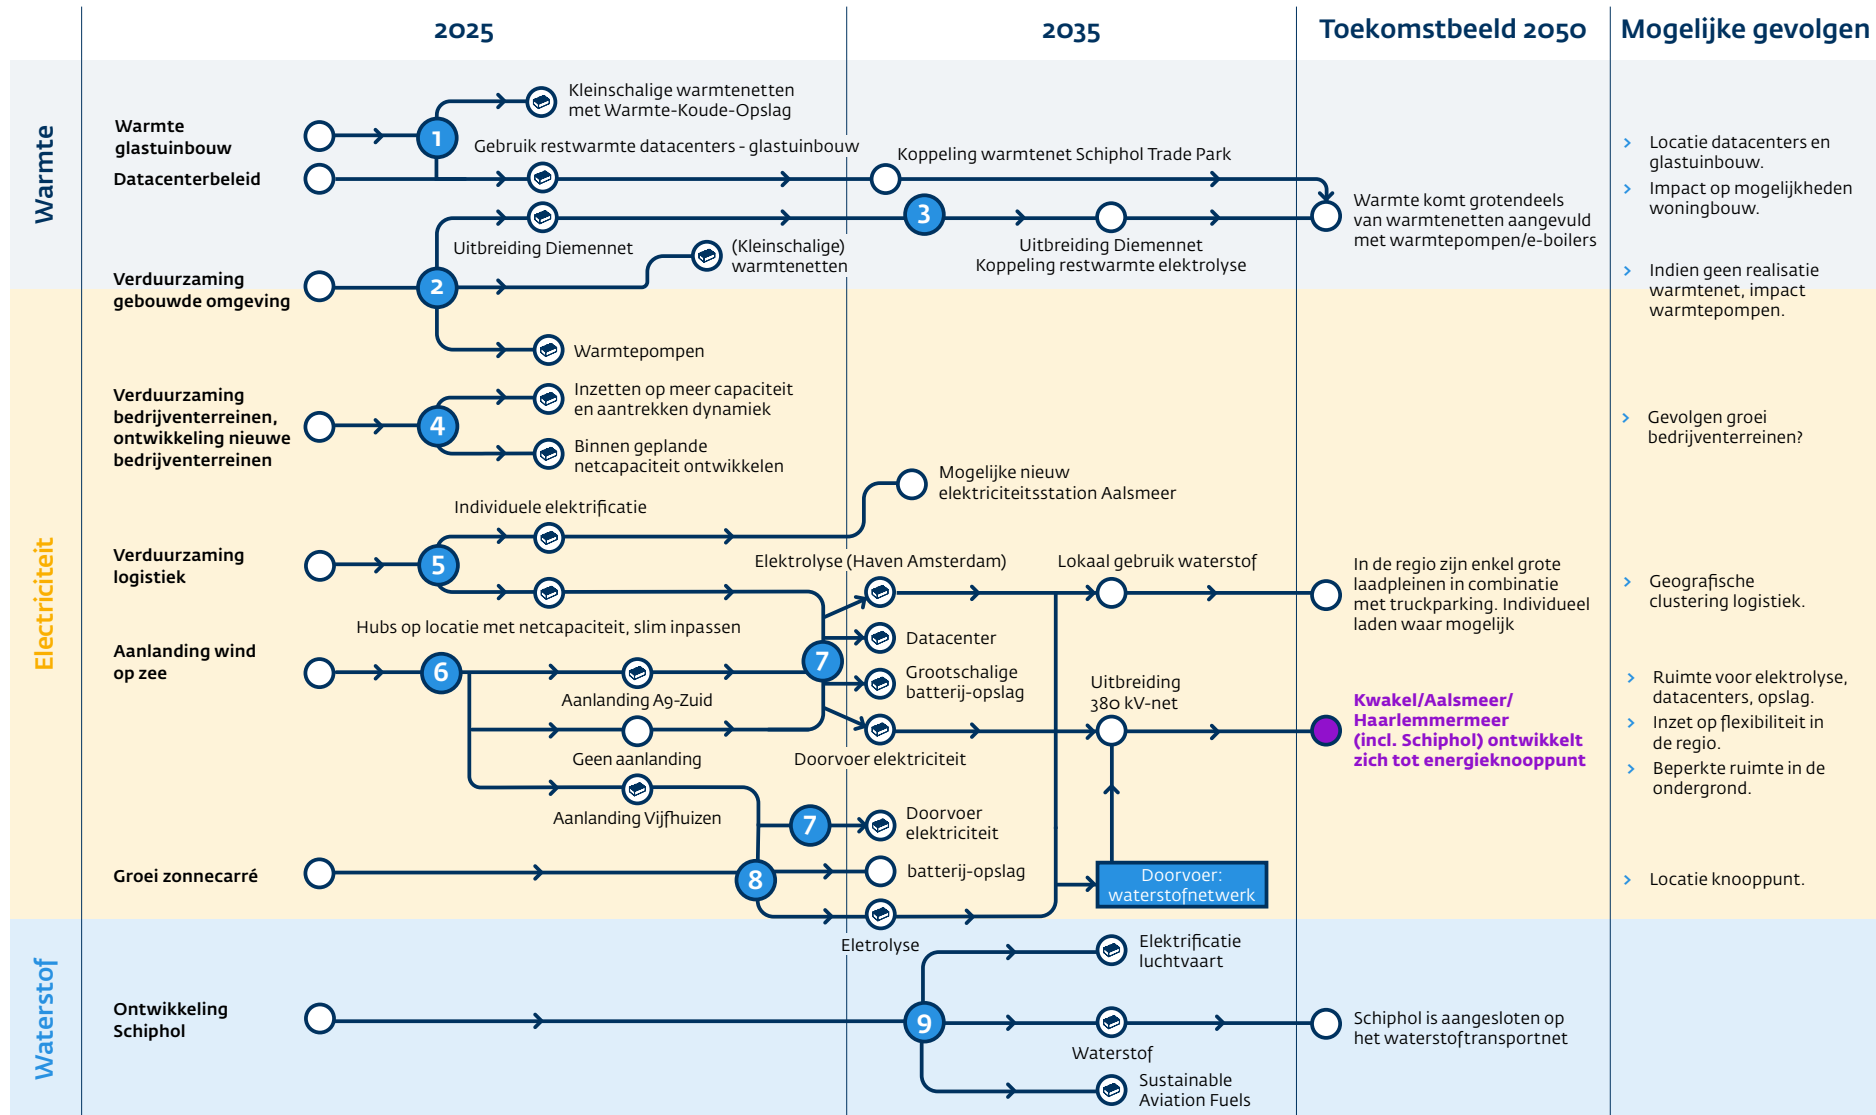 2025
2035
Toekomstbeeld 2050
Mogelijke gevolgen
Warmte
Warmte
glastuinbouw
1
Kleinschalige warmtenetten
met Warmte-Koude-Opslag
Datacenterbeleid
Gebruik restwarmte datacenters - glastuinbouw
Koppeling warmtenet Schiphol Trade Park
3
Uitbreiding Diemennet
Uitbreiding Diemennet
Koppeling restwarmte elektrolyse
Warmte komt grotendeels
van warmtenetten aangevuld
met warmtepompen/e-boilers
Verduurzaming
gebouwde omgeving
2
(Kleinschalige)
warmtenetten
Warmtepompen
> Locatie datacenters en
glastuinbouw.
> Impact op mogelijkheden
woningbouw.
> Indien geen realisatie
warmtenet, impact
warmtepompen.
Electriciteit
Verduurzaming
bedrijventerreinen,
ontwikkeling nieuwe
bedrijventerreinen
4
Inzetten op meer capaciteit
en aantrekken dynamiek
Binnen geplande
netcapaciteit ontwikkelen
> Gevolgen groei
bedrijventerreinen?
Verduurzaming
logistiek
5
Individuele elektrificatie
Mogelijke nieuw
elektriciteitsstation Aalsmeer
Hubs op locatie met netcapaciteit, slim inpassen
Elektrolyse (Haven Amsterdam)
Lokaal gebruik waterstof
In de regio zijn enkel grote
laadpleinen in combinatie
met truckparking. Individueel
laden waar mogelijk
> Geografische
clustering logistiek.
Aanlanding wind
op zee
6
Aanlanding A9-Zuid
7
Datacenter
Grootschalige
batterij-opslag
Geen aanlanding
Doorvoer elektriciteit
Uitbreiding
380 kV-net
Kwakel/Aalsmeer/
Haarlemmermeer
(incl. Schiphol) ontwikkelt
zich tot energieknooppunt
> Ruimte voor elektrolyse,
datacenters, opslag.
> Inzet op flexibiliteit in
de regio.
> Beperkte ruimte in de
ondergrond.
Aanlanding Vijfhuizen
7
Doorvoer
elektriciteit
Groei zonnecarré
8
batterij-opslag
Doorvoer:
waterstofnetwerk
> Locatie knooppunt.
Eletrolyse
Waterstof
Ontwikkeling
Schiphol
9
Elektrificatie
luchtvaart
Waterstof
Sustainable
Aviation Fuels
Schiphol is aangesloten op
het waterstoftransportnet